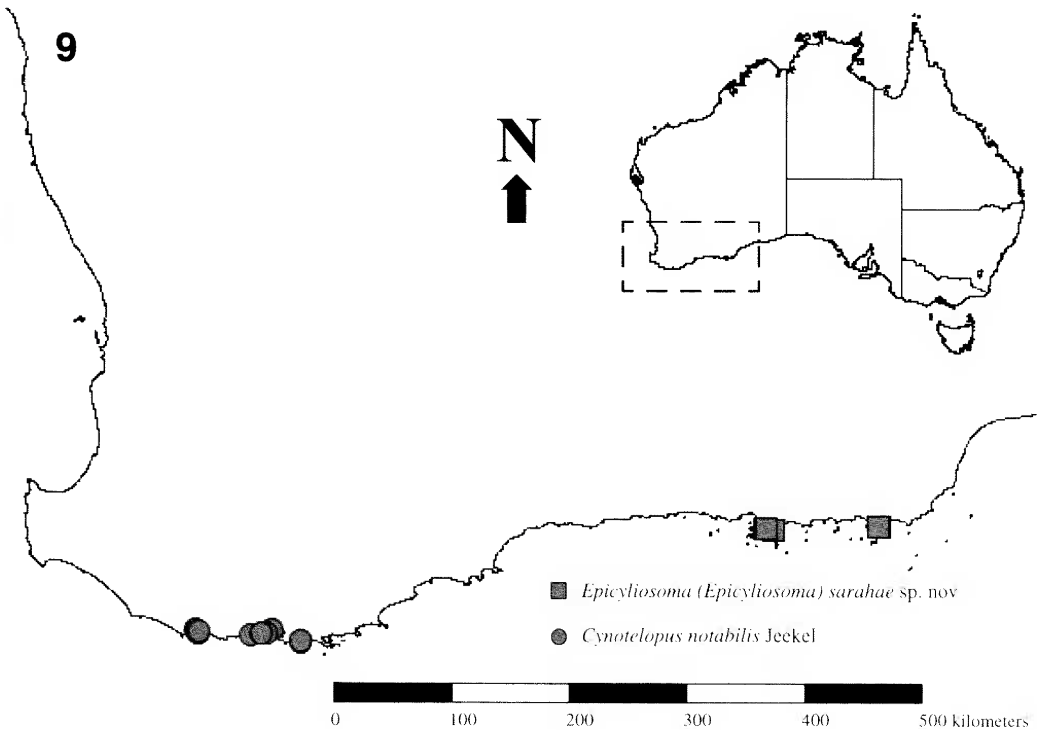 9
N
Epicyliosoma (Epicyliosoma) sarahae sp. nov
Cynotelopus notabilis Jeekel
0 100 200 300 400 500 kilometers